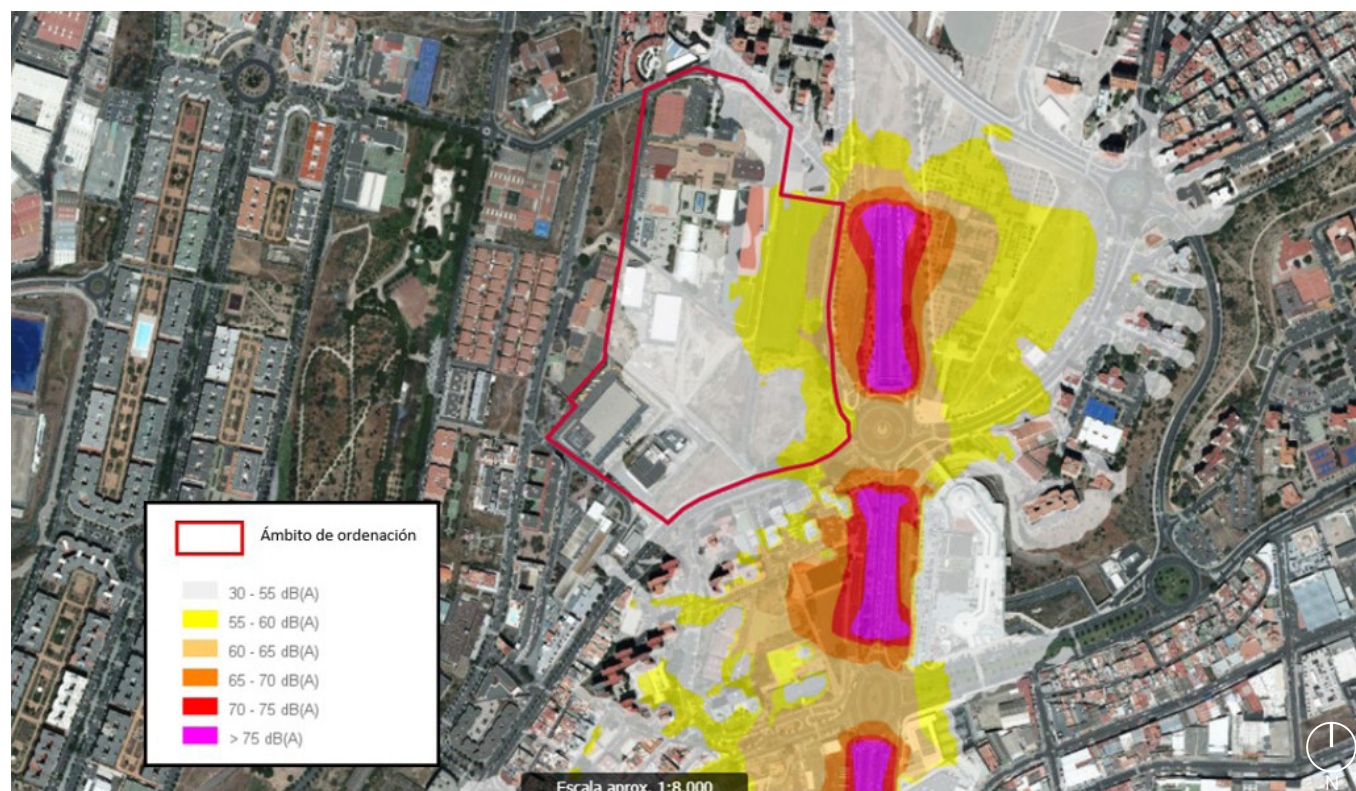 Ámbito de ordenación
30 - 55 dB(A)
55 - 60 dB(A)
60 - 65 dB(A)
65 - 70 dB(A)
70 - 75 dB(A)
> 75 dB(A)
Escala aprox. 1:8.000
N